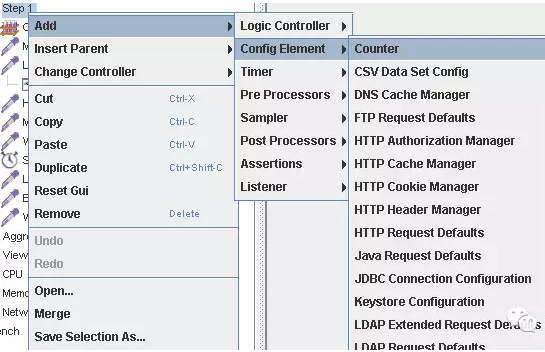 Step 1
Add
Insert Parent
Change Controller
Cut Ctrl-X
Copy Ctrl-C
Paste Ctrl-V
Duplicate Ctrl+Shift-C
Reset Gui
Remove Delete
Undo
Redo
Open...
Merge
Save Selection As...
Logic Controller
Config Element
Timer
Pre Processors
Sampler
Post Processors
Assertions
Listener
Counter
CSV Data Set Config
DNS Cache Manager
FTP Request Defaults
HTTP Authorization Manager
HTTP Cache Manager
HTTP Cookie Manager
HTTP Header Manager
HTTP Request Defaults
Java Request Defaults
JDBC Connection Configuration
Keystore Configuration
LDAP Extended Request Defaults
LDAP Request Defaults
Aggre
View
CPU
Memo
Netw
ench